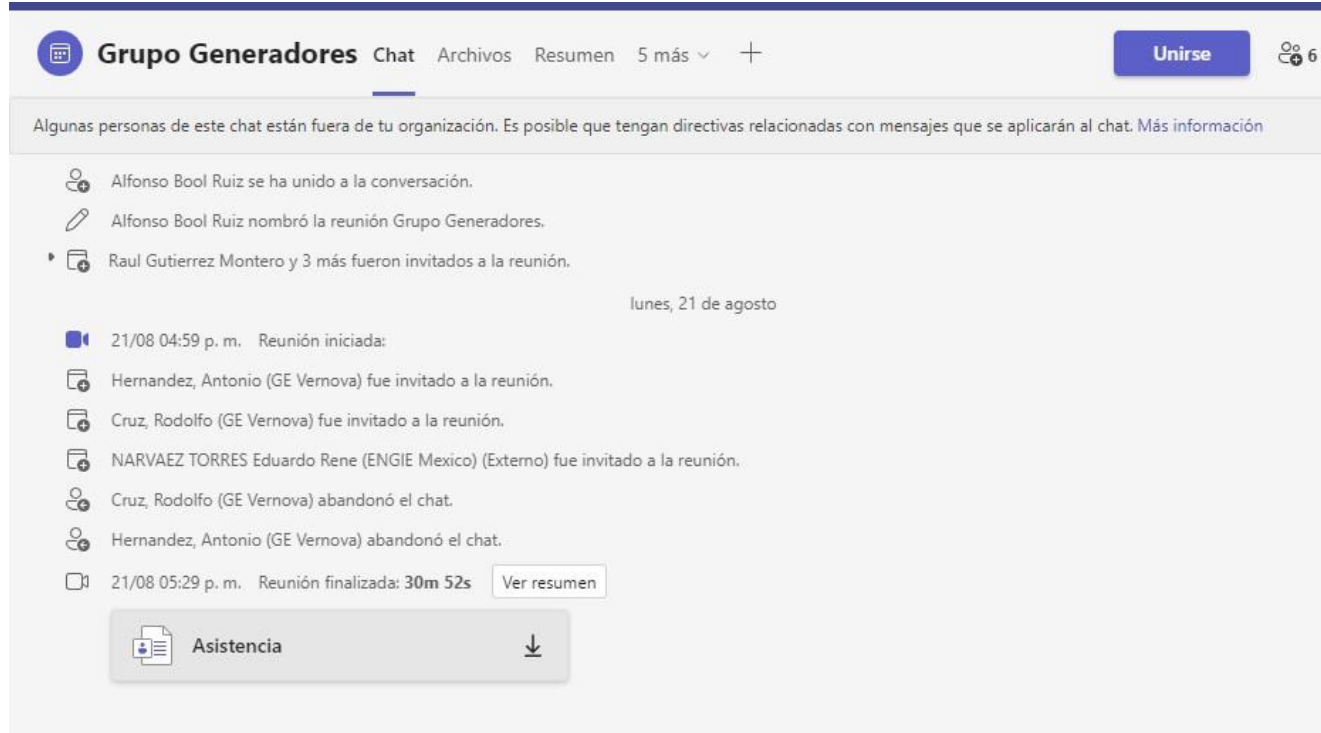 Grupo Generadores Chat Archivos Resumen 5 más Unirse 6
Algunas personas de este chat están fuera de tu organización. Es posible que tengan directivas relacionadas con mensajes que se aplicarán al chat. Más información
Alfonso Bool Ruiz se ha unido a la conversación.
Alfonso Bool Ruiz nombró la reunión Grupo Generadores.
Raul Gutierrez Montero y 3 más fueron invitados a la reunión.
lunes, 21 de agosto
21/08 04:59 p. m. Reunión iniciada:
Hernandez, Antonio (GE Vernova) fue invitado a la reunión.
Cruz, Rodolfo (GE Vernova) fue invitado a la reunión.
NARVAEZ TORRES Eduardo Rene (ENGIE Mexico) (Externo) fue invitado a la reunión.
Cruz, Rodolfo (GE Vernova) abandonó el chat.
Hernandez, Antonio (GE Vernova) abandonó el chat.
21/08 05:29 p. m. Reunión finalizada: 30m 52s Ver resumen
Asistencia